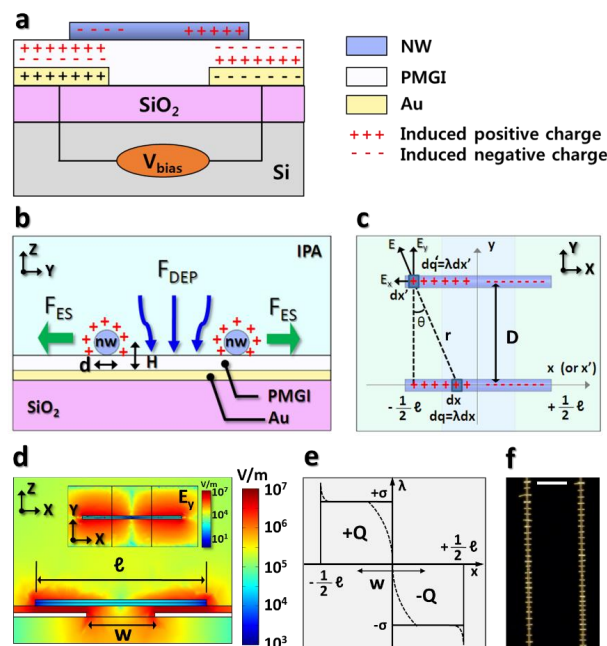 a
- - - - + + + + +
+ + + + + + + - - - - - - -
- - - - - - - + + + + + + +
+ + + + + + + - - - - - - -
SiO2
Vbias
Si
NW
PMGI
Au
+++ Induced positive charge
- - - Induced negative charge
b
Z
Y
IPA
FDEP
FES
FES
nw
nw
d
H
PMGI
Au
SiO2
c
Y
X
E
Ey
Ex
dq'=λdx'
dx'
y
θ
r
D
x (or x')
-1/2 ℓ
dx
dq=λdx
+1/2 ℓ
d
Z
X
Y
X
Ey
V/m
10^7
10^4
10^1
ℓ
W
V/m
10^7
10^6
10^5
10^4
10^3
e
λ
+σ
+Q
+1/2 ℓ
-1/2 ℓ
W
x
-Q
-σ
f